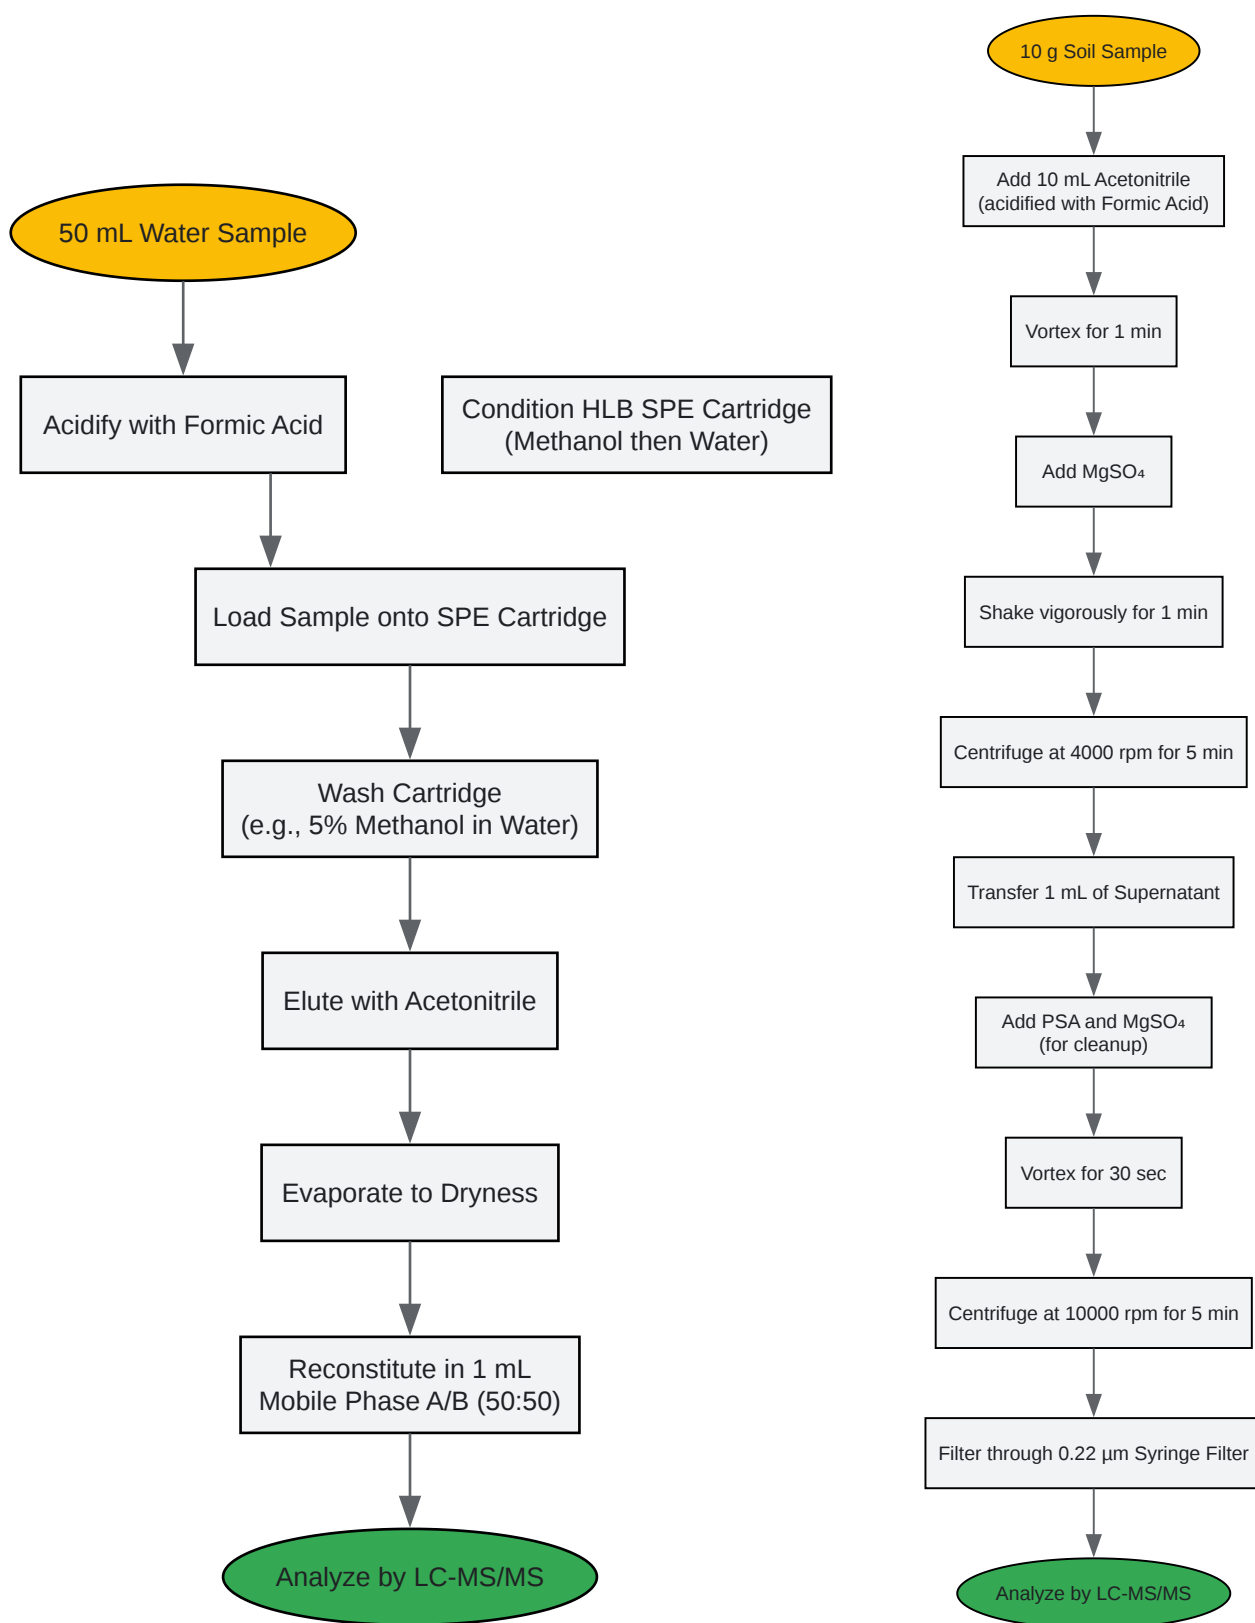 50 mL Water Sample
Acidify with Formic Acid
Condition HLB SPE Cartridge
(Methanol then Water)
Load Sample onto SPE Cartridge
Wash Cartridge
(e.g., 5% Methanol in Water)
Elute with Acetonitrile
Evaporate to Dryness
Reconstitute in 1 mL
Mobile Phase A/B (50:50)
Analyze by LC-MS/MS
10 g Soil Sample
Add 10 mL Acetonitrile
(acidified with Formic Acid)
Vortex for 1 min
Add MgSO₄
Shake vigorously for 1 min
Centrifuge at 4000 rpm for 5 min
Transfer 1 mL of Supernatant
Add PSA and MgSO₄
(for cleanup)
Vortex for 30 sec
Centrifuge at 10000 rpm for 5 min
Filter through 0.22 µm Syringe Filter
Analyze by LC-MS/MS